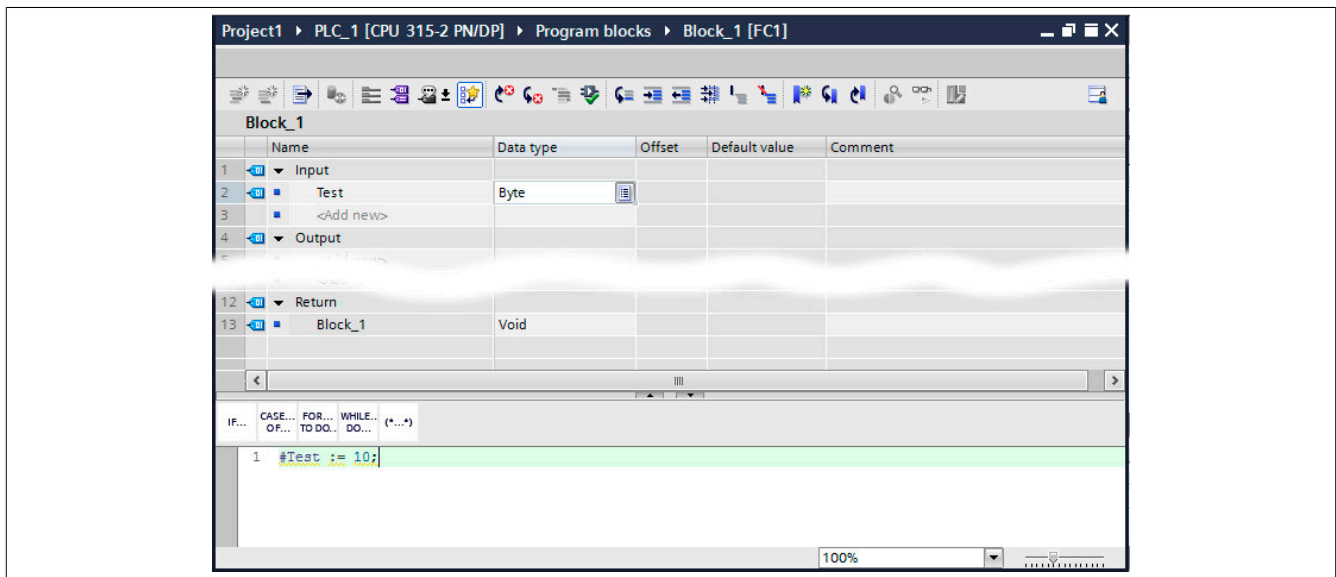 Project1 ▸ PLC_1 [CPU 315-2 PN/DP] ▸ Program blocks ▸ Block_1 [FC1]
Block_1
Name Data type Offset Default value Comment
1 Input
2 Test Byte
3 <Add new>
4 Output
12 Return
13 Block_1 Void
IF... CASE... OF... FOR... TO DO.. WHILE.. DO... (*...*)
1 #Test := 10;
100%